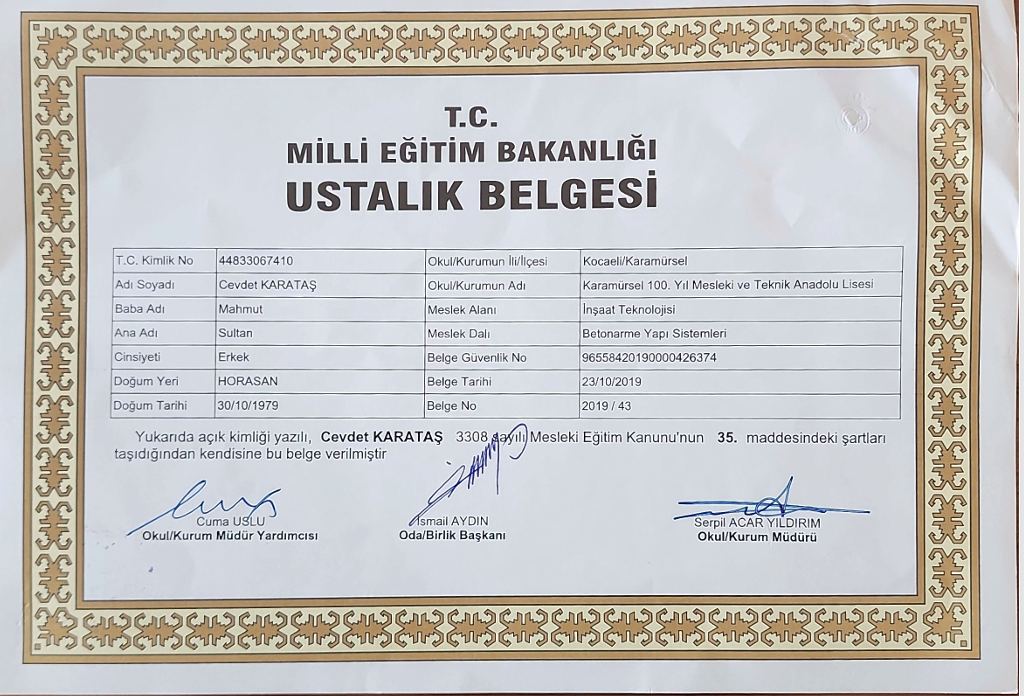 T.C.
MİLLİ EĞİTİM BAKANLIĞI
USTALIK BELGESİ
T.C. Kimlik No 44833067410 Okul/Kurumun İli/İlçesi Kocaeli/Karamürsel
Adı Soyadı Cevdet KARATAŞ Okul/Kurumun Adı Karamürsel 100. Yıl Mesleki ve Teknik Anadolu Lisesi
Baba Adı Mahmut Meslek Alanı İnşaat Teknolojisi
Ana Adı Sultan Meslek Dalı Betonarme Yapı Sistemleri
Cinsiyeti Erkek Belge Güvenlik No 96558420190000426374
Doğum Yeri HORASAN Belge Tarihi 23/10/2019
Doğum Tarihi 30/10/1979 Belge No 2019 / 43
Yukarıda açık kimliği yazılı, Cevdet KARATAŞ 3308 sayılı Mesleki Eğitim Kanunu'nun 35. maddesindeki şartları
taşıdığından kendisine bu belge verilmiştir
Cuma USLU İsmail AYDIN Serpil ACAR YILDIRIM
Okul/Kurum Müdür Yardımcısı Oda/Birlik Başkanı Okul/Kurum Müdürü